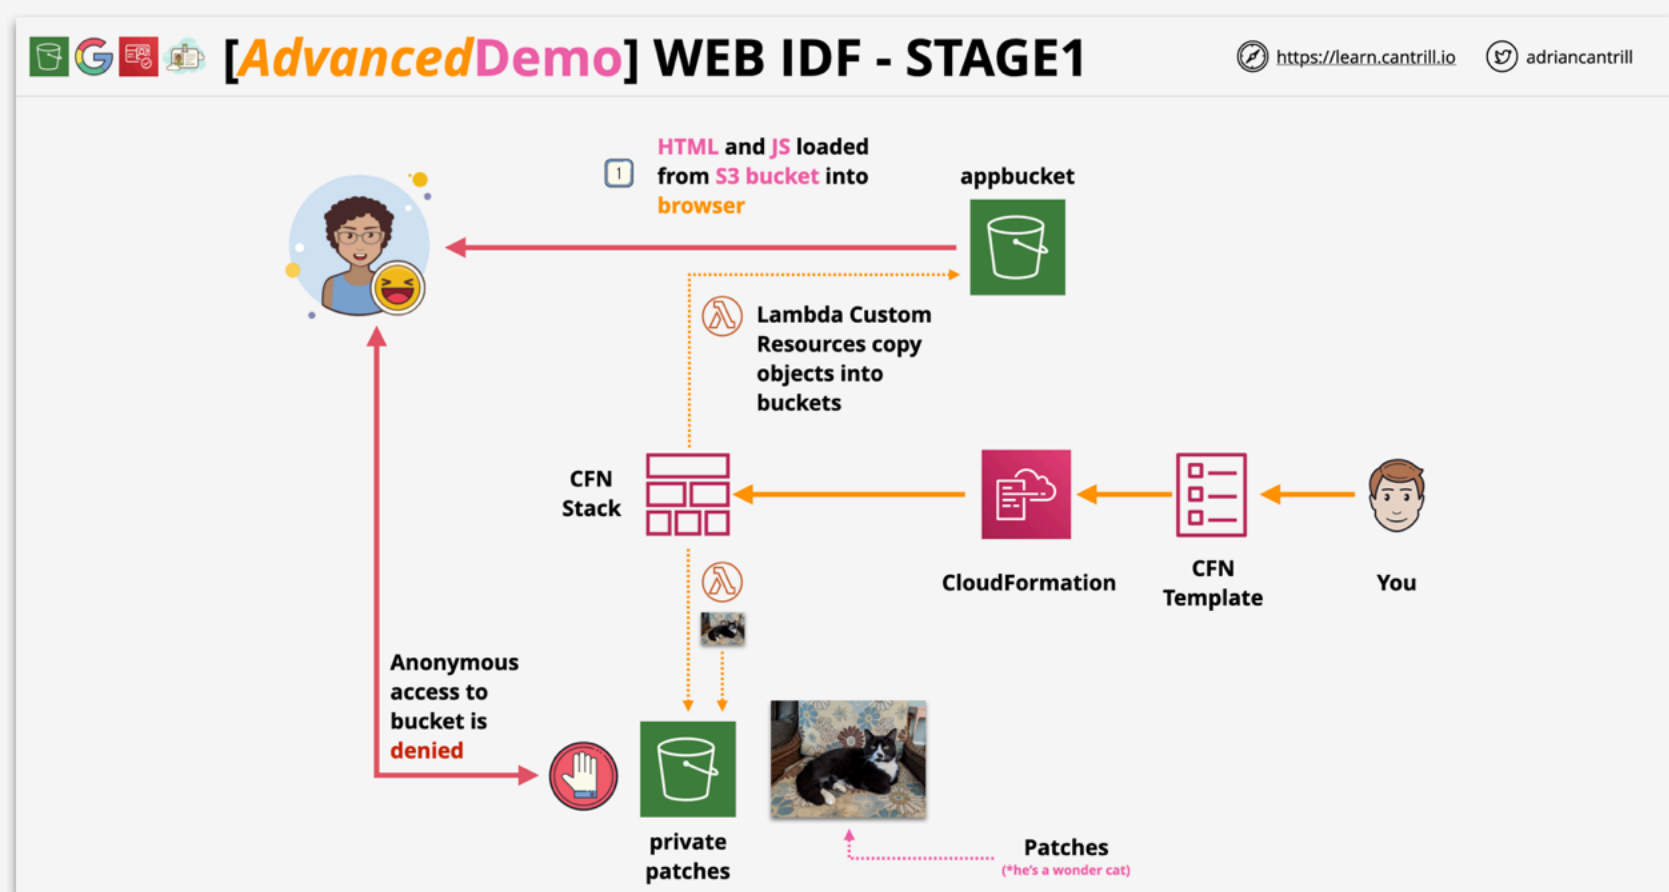 [AdvancedDemo] WEB IDF - STAGE1
https://learn.cantrill.io
adriancantrill
1
HTML and JS loaded
from S3 bucket into
browser
appbucket
Lambda Custom
Resources copy
objects into
buckets
CFN
Stack
CloudFormation
CFN
Template
You
Anonymous
access to
bucket is
denied
private
patches
Patches
(*he's a wonder cat)